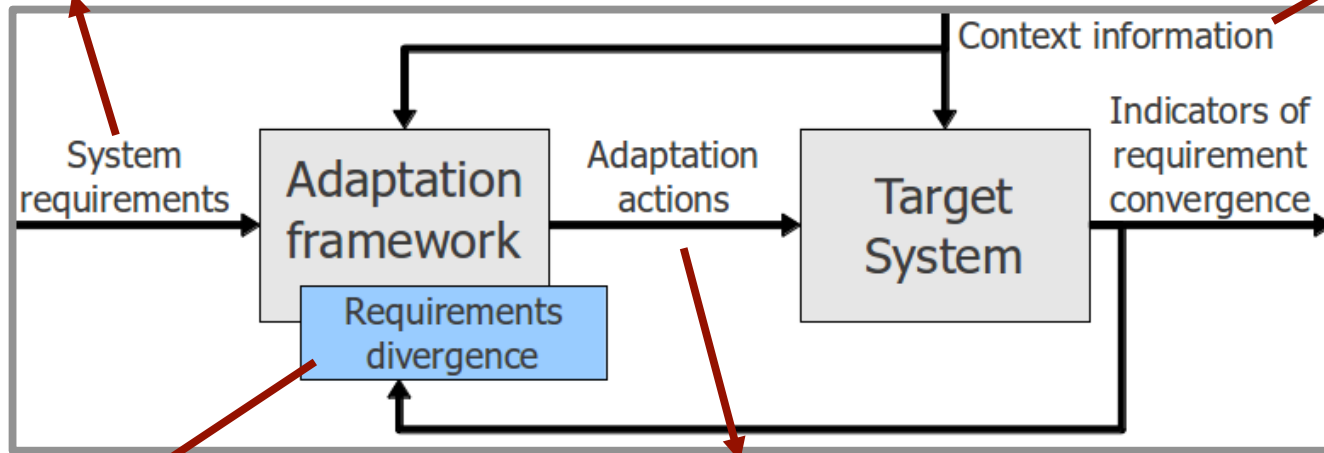 Context information
System
requirements
Adaptation
framework
Adaptation
actions
Target
System
Indicators of
requirement
convergence
Requirements
divergence